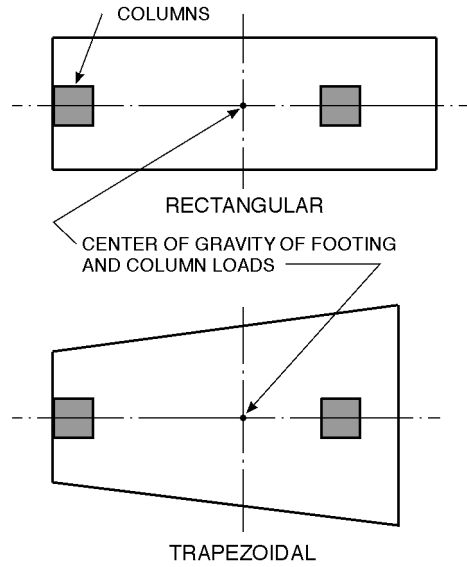 COLUMNS
RECTANGULAR
CENTER OF GRAVITY OF FOOTING
AND COLUMN LOADS
TRAPEZOIDAL